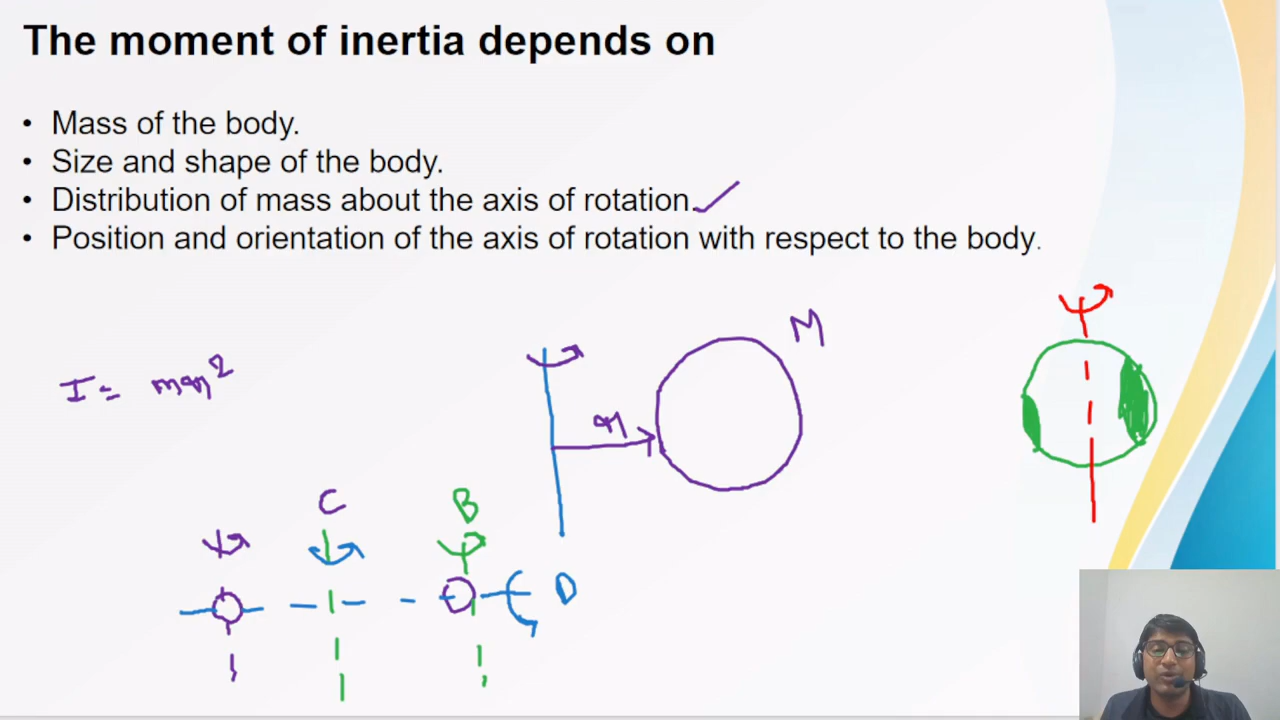 The moment of inertia depends on
• Mass of the body.
• Size and shape of the body.
• Distribution of mass about the axis of rotation.
• Position and orientation of the axis of rotation with respect to the body.
M
I = mr²
r
C
B
D